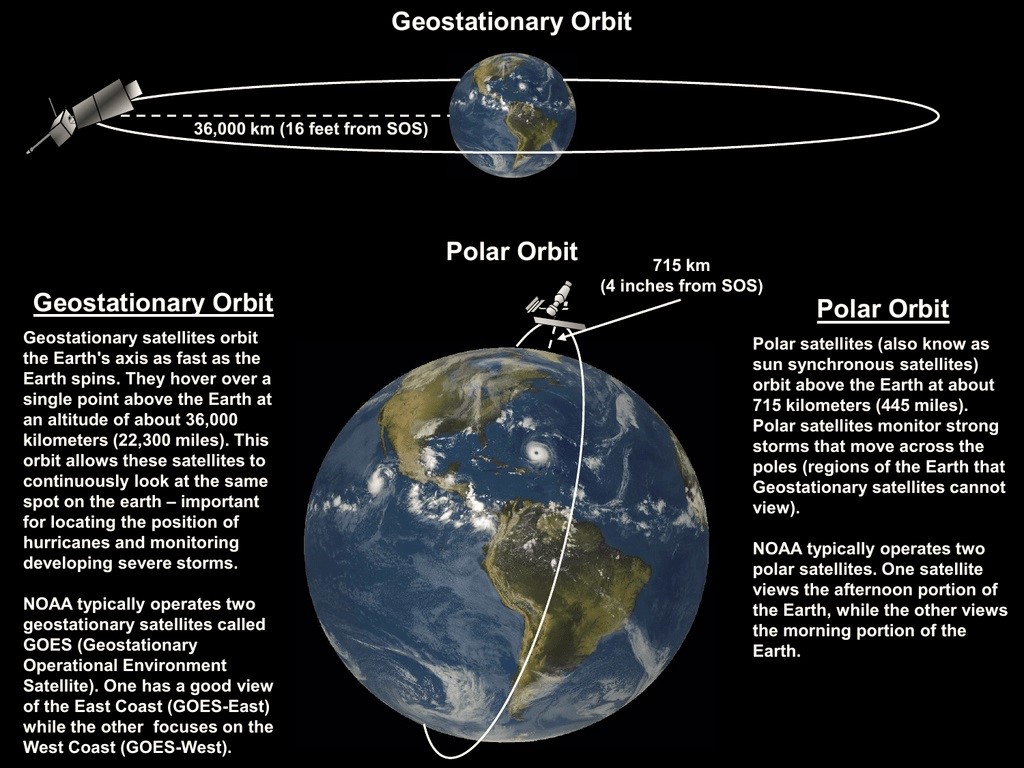 Geostationary Orbit
36,000 km (16 feet from SOS)
Polar Orbit
715 km
(4 inches from SOS)
Geostationary Orbit
Geostationary satellites orbit
the Earth's axis as fast as the
Earth spins. They hover over a
single point above the Earth at
an altitude of about 36,000
kilometers (22,300 miles). This
orbit allows these satellites to
continuously look at the same
spot on the earth – important
for locating the position of
hurricanes and monitoring
developing severe storms.
NOAA typically operates two
geostationary satellites called
GOES (Geostationary
Operational Environment
Satellite). One has a good view
of the East Coast (GOES-East)
while the other focuses on the
West Coast (GOES-West).
Polar Orbit
Polar satellites (also know as
sun synchronous satellites)
orbit above the Earth at about
715 kilometers (445 miles).
Polar satellites monitor strong
storms that move across the
poles (regions of the Earth that
Geostationary satellites cannot
view).
NOAA typically operates two
polar satellites. One satellite
views the afternoon portion of
the Earth, while the other views
the morning portion of the
Earth.